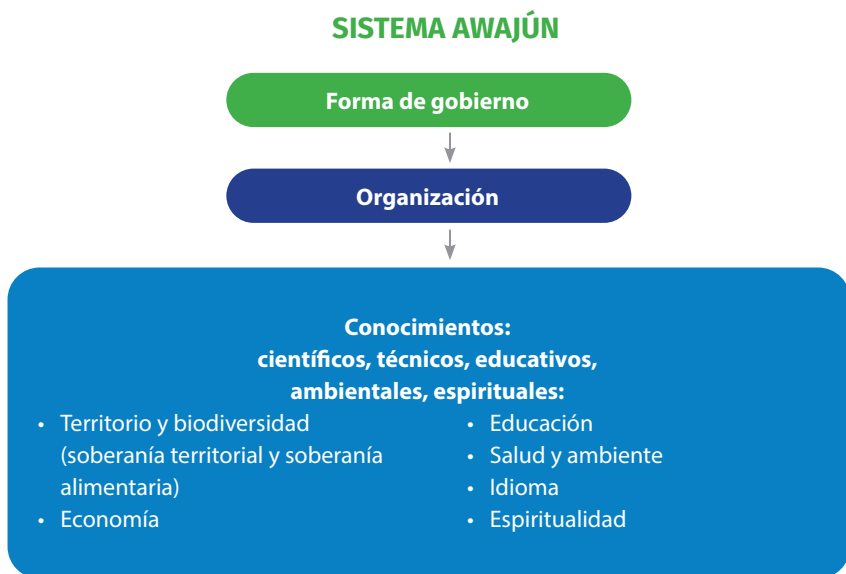 SISTEMA AWAJÚN
Forma de gobierno
Organización
Conocimientos:
científicos, técnicos, educativos,
ambientales, espirituales:
• Territorio y biodiversidad
(soberanía territorial y soberanía
alimentaria)
• Economía
• Educación
• Salud y ambiente
• Idioma
• Espiritualidad